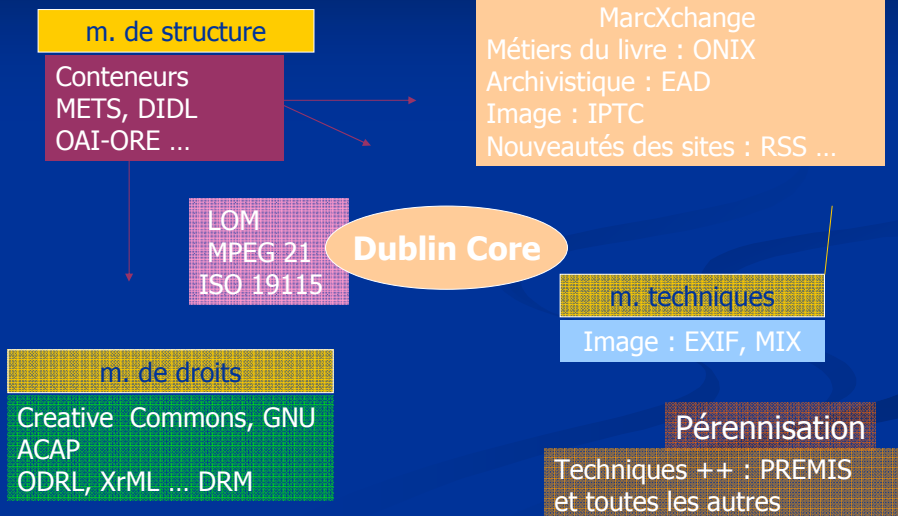 m. de structure
Conteneurs
METS, DIDL
OAI-ORE …
MarcXchange
Métiers du livre : ONIX
Archivistique : EAD
Image : IPTC
Nouveautés des sites : RSS …
LOM
MPEG 21
ISO 19115
Dublin Core
m. techniques
Image : EXIF, MIX
m. de droits
Creative Commons, GNU
ACAP
ODRL, XrML … DRM
Pérennisation
Techniques ++ : PREMIS
et toutes les autres